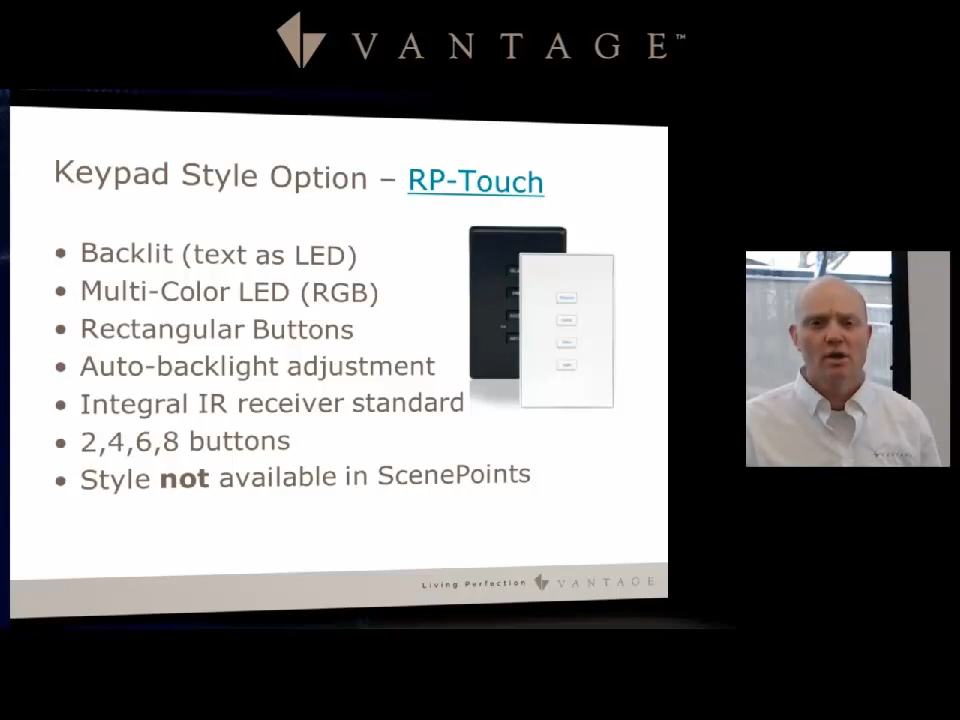 VANTAGE™
Keypad Style Option – RP-Touch
• Backlit (text as LED)
• Multi-Color LED (RGB)
• Rectangular Buttons
• Auto-backlight adjustment
• Integral IR receiver standard
• 2,4,6,8 buttons
• Style not available in ScenePoints
Living Perfection VANTAGE